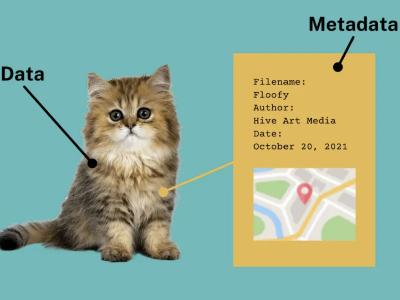 Metadata
Data
Filename:
Floofy
Author:
Hive Art Media
Date:
October 20, 2021